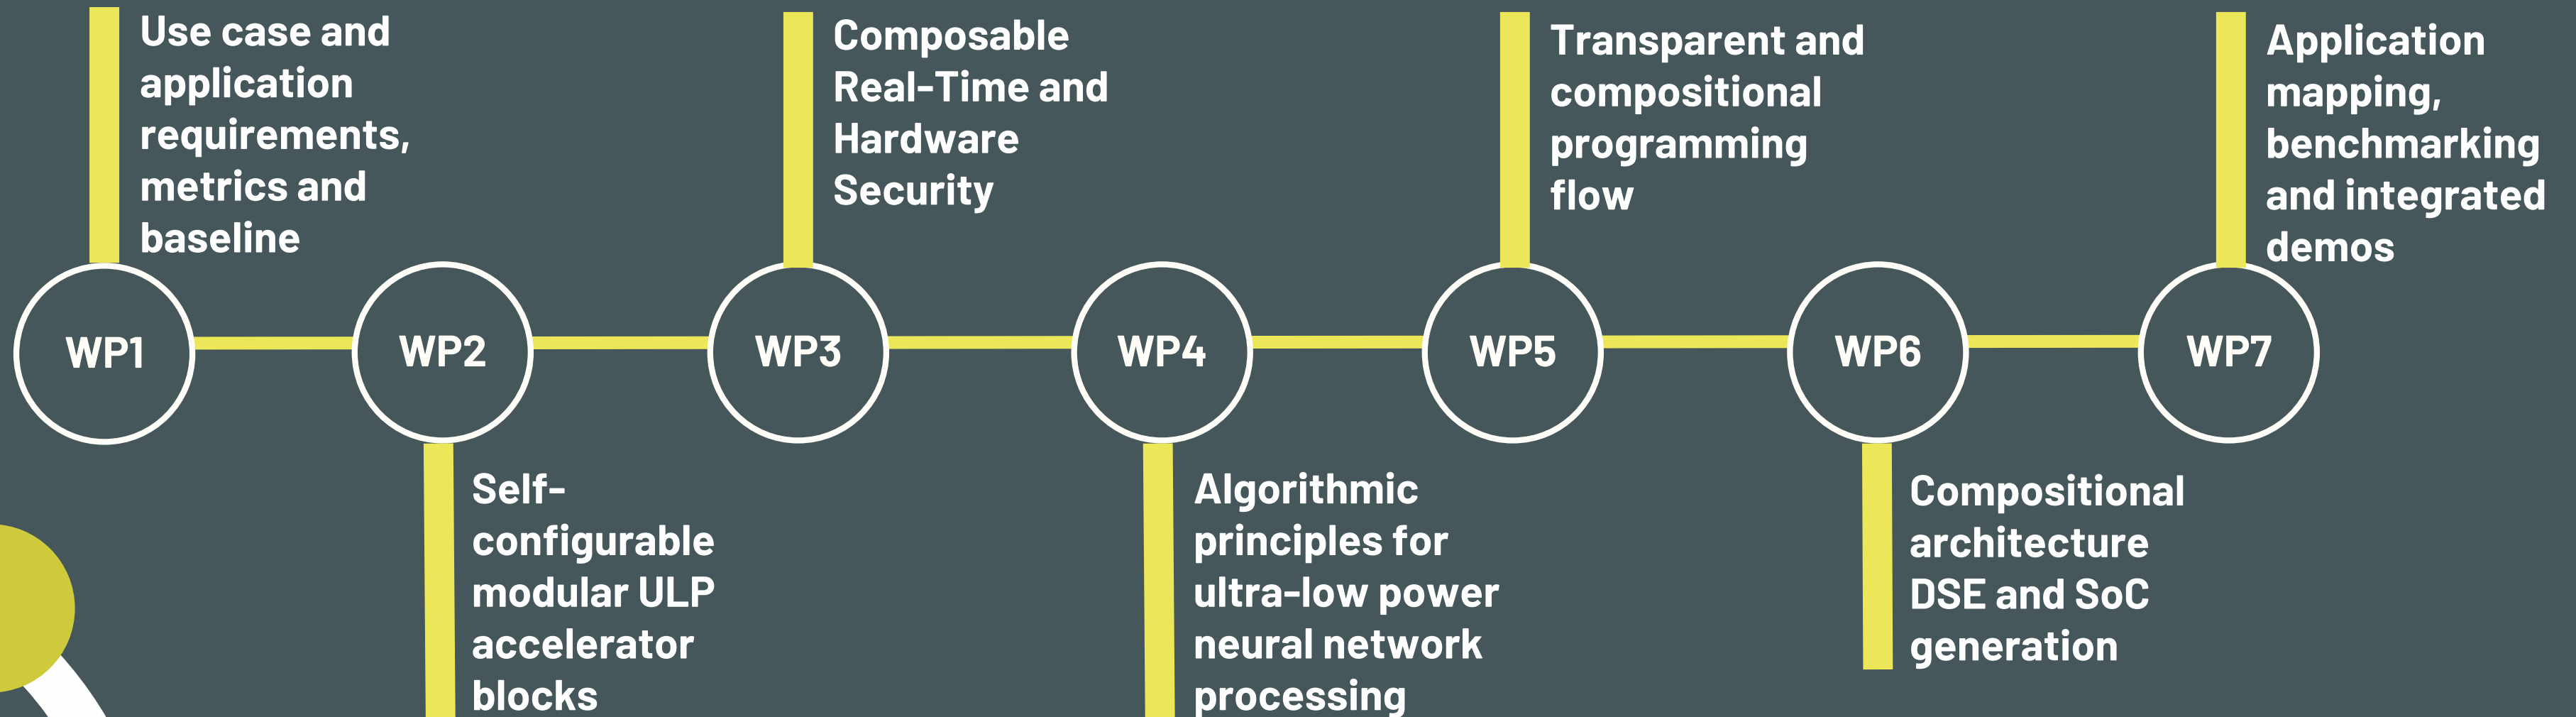 Use case and
application
requirements,
metrics and
baseline
Composable
Real-Time and
Hardware
Security
Transparent and
compositional
programming
flow
Application
mapping,
benchmarking
and integrated
demos
WP1
WP2
WP3
WP4
WP5
WP6
WP7
Self-
configurable
modular ULP
accelerator
blocks
Algorithmic
principles for
ultra-low power
neural network
processing
Compositional
architecture
DSE and SoC
generation